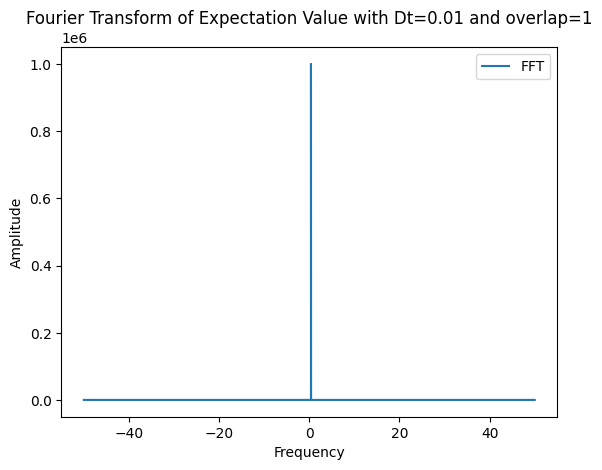 Fourier Transform of Expectation Value with Dt=0.01 and overlap=1
1e6
FFT
1.0
0.8
0.6
0.4
0.2
0.0
Amplitude
−40
−20
0
20
40
Frequency